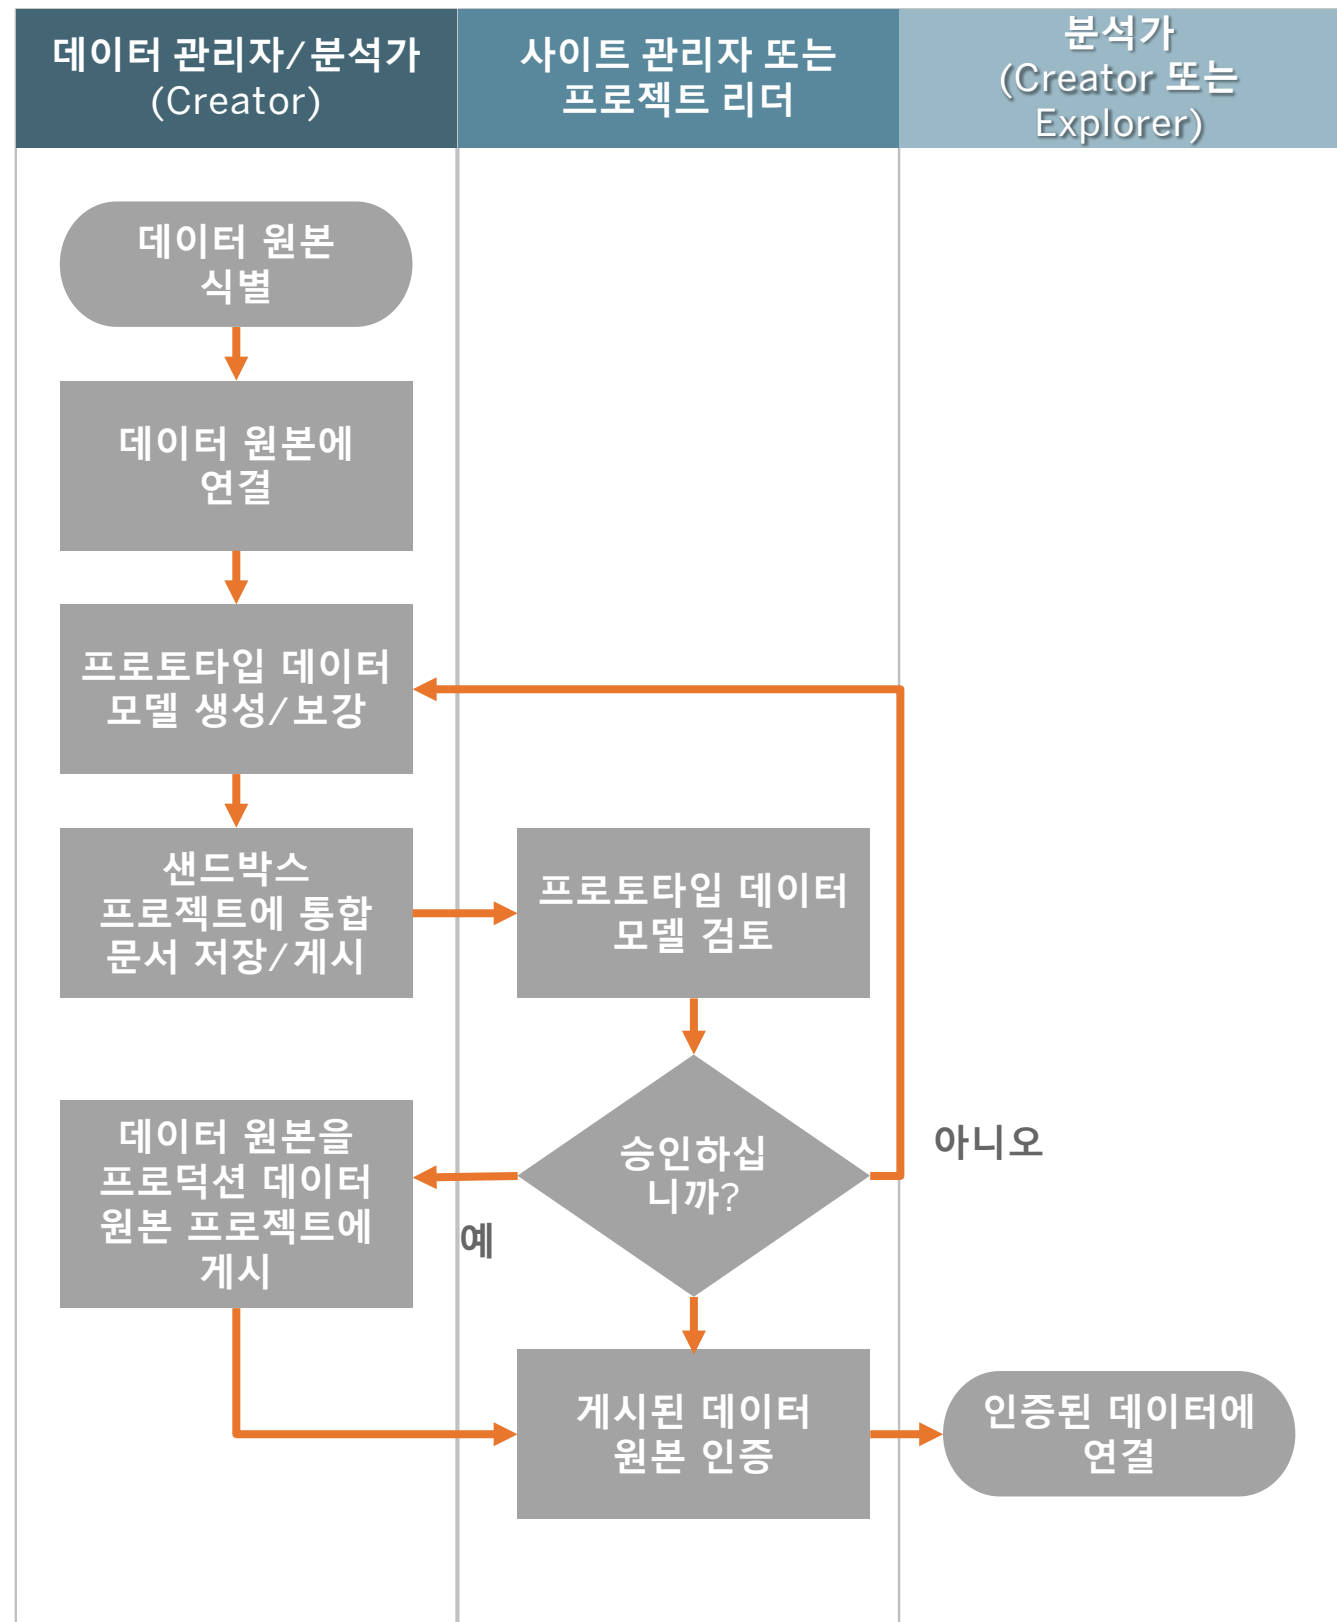 데이터 관리자/분석가
(Creator)
사이트 관리자 또는
프로젝트 리더
분석가
(Creator 또는
Explorer)
데이터 원본
식별
데이터 원본에
연결
프로토타입 데이터
모델 생성/보강
샌드박스
프로젝트에 통합
문서 저장/게시
프로토타입 데이터
모델 검토
승인하십
니까?
아니오
예
데이터 원본을
프로덕션 데이터
원본 프로젝트에
게시
게시된 데이터
원본 인증
인증된 데이터에
연결